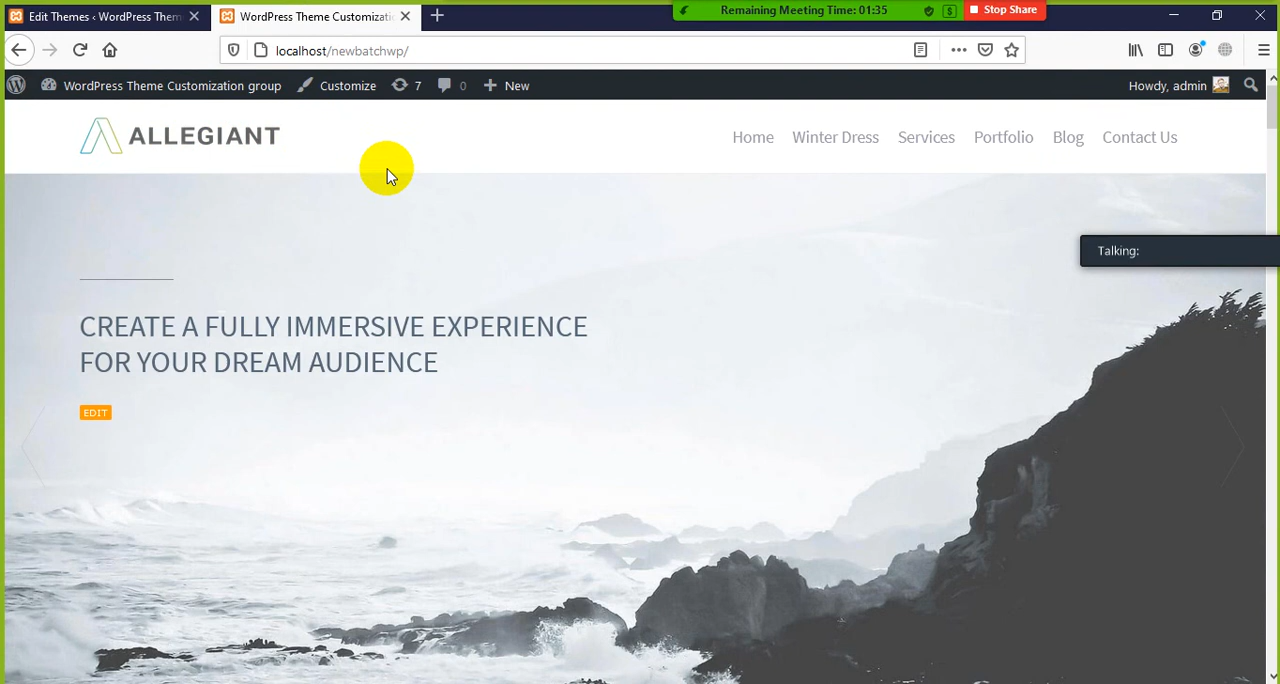 Edit Themes ‹ WordPress Them
WordPress Theme Customizati
Remaining Meeting Time: 01:35
Stop Share
localhost/newbatchwp/
WordPress Theme Customization group
Customize
7
0
New
Howdy, admin
ALLEGIANT
Home
Winter Dress
Services
Portfolio
Blog
Contact Us
Talking:
CREATE A FULLY IMMERSIVE EXPERIENCE
FOR YOUR DREAM AUDIENCE
EDIT